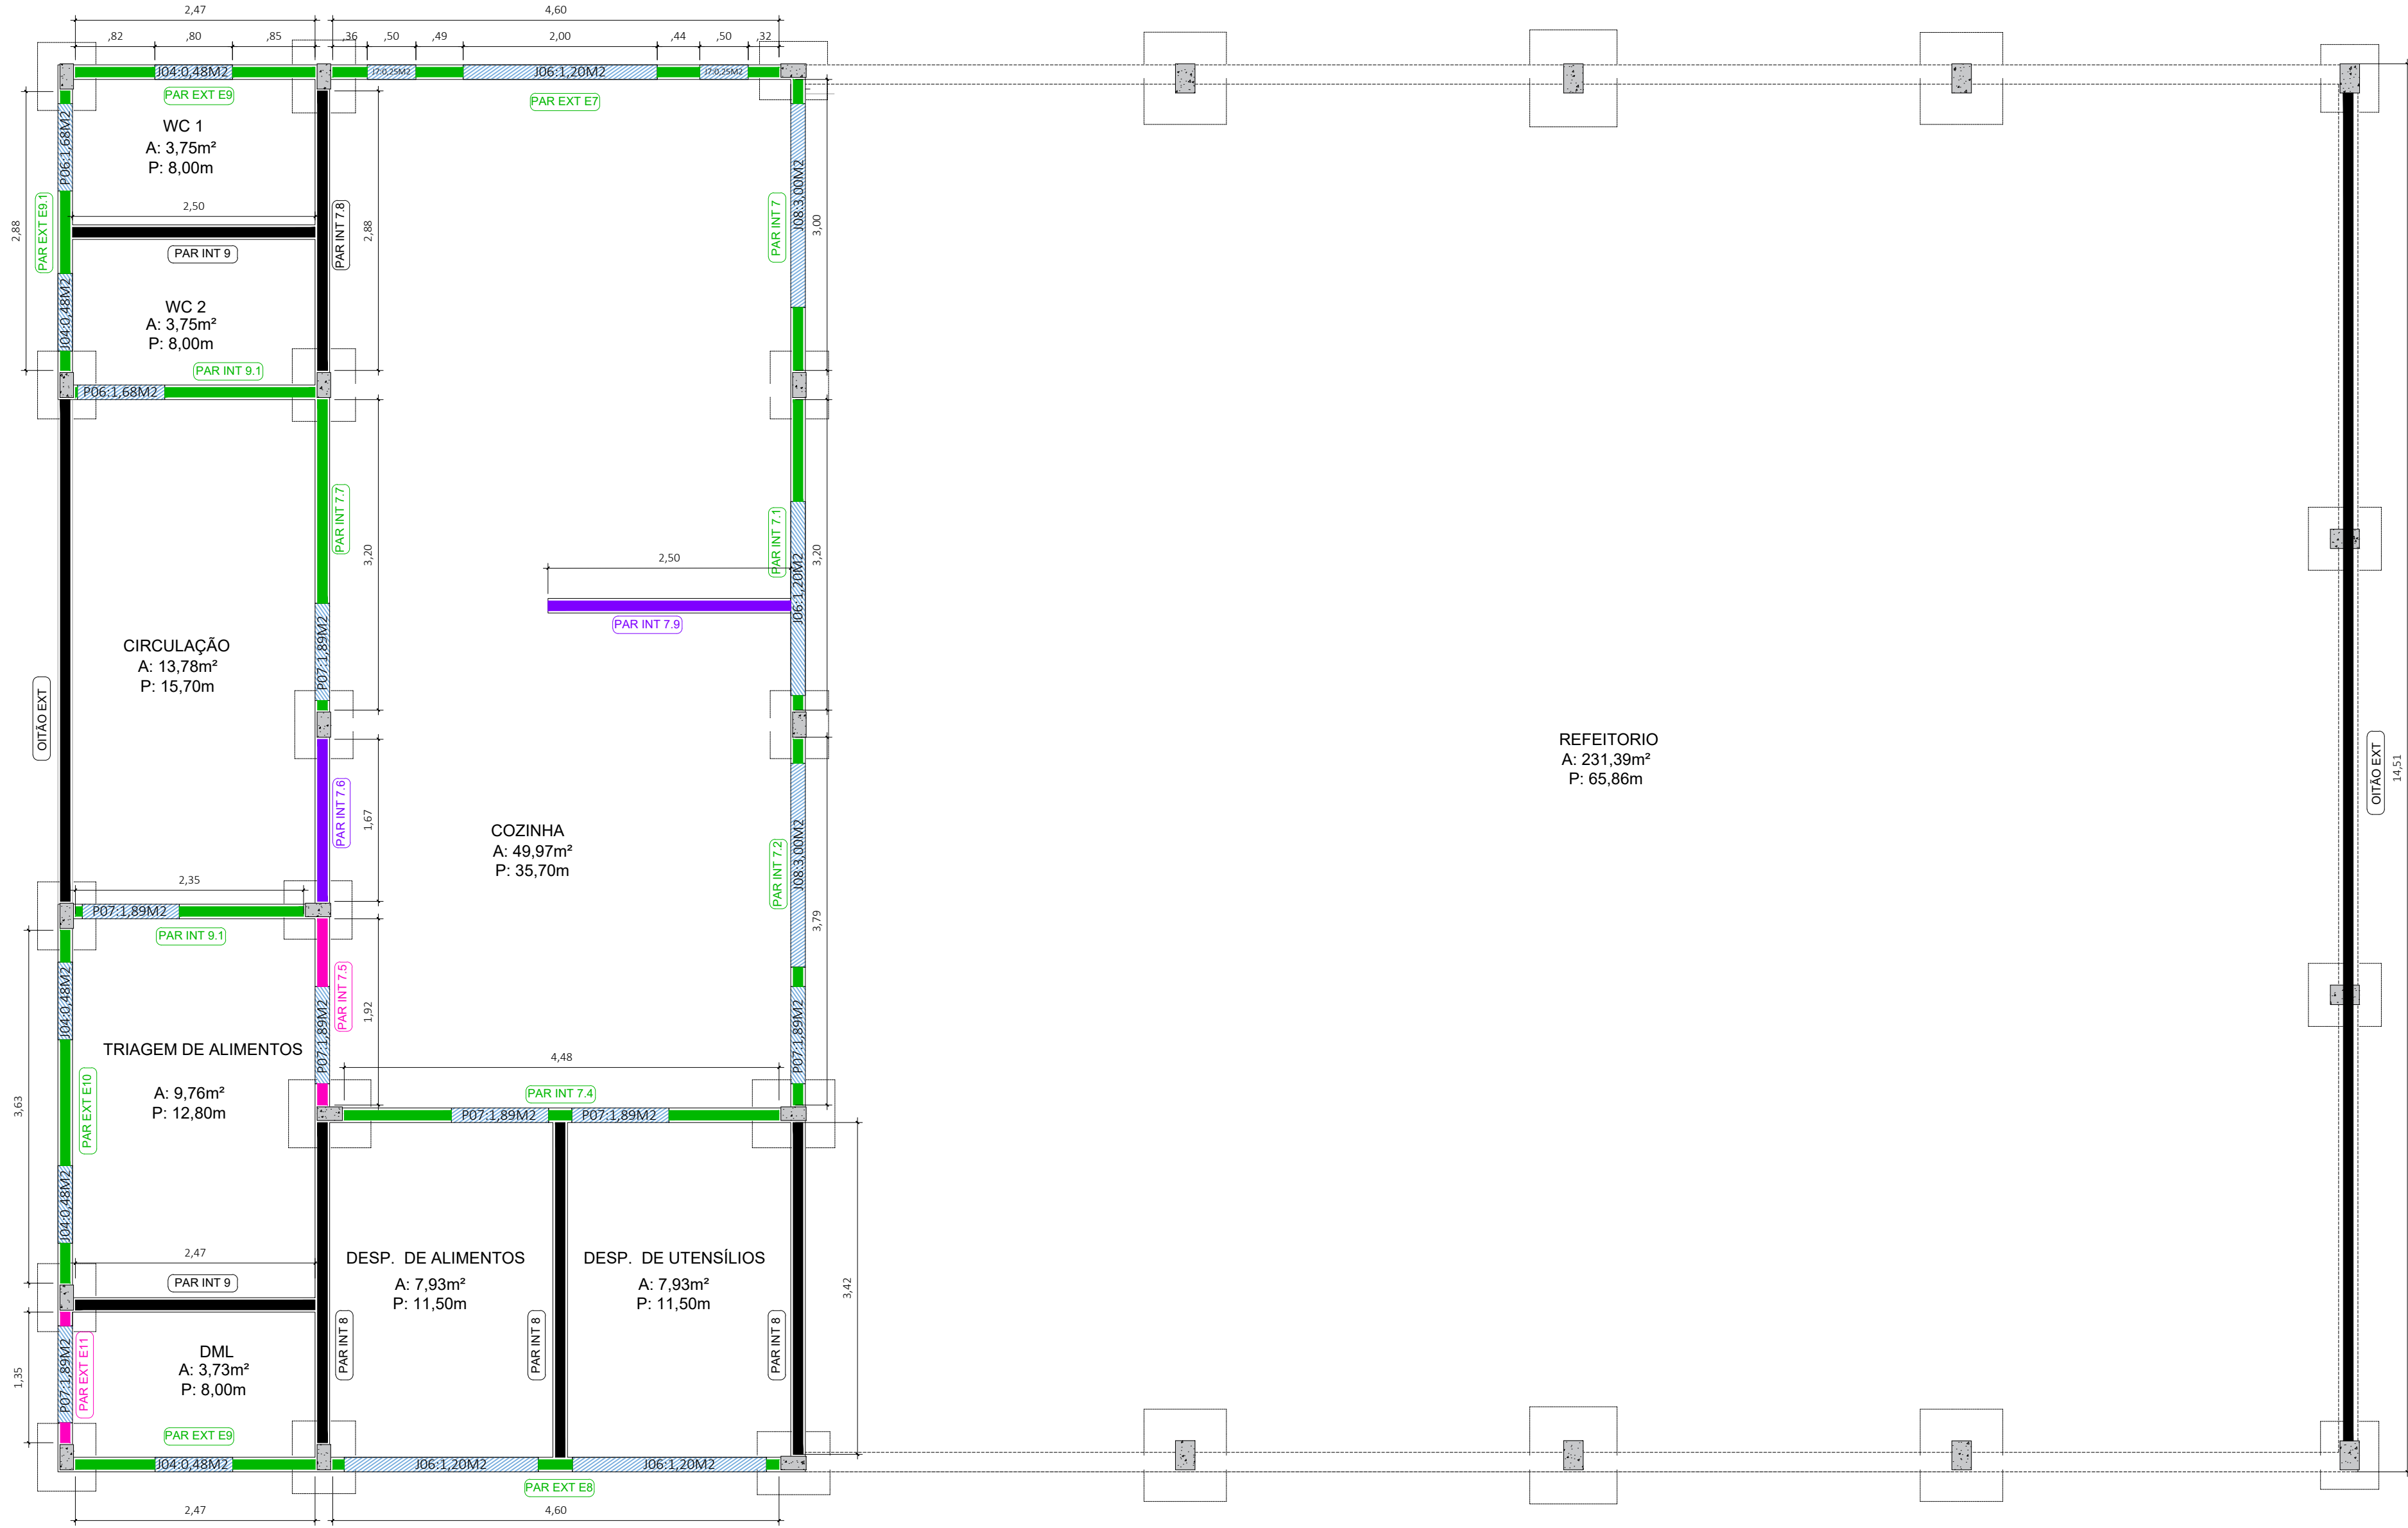 2,47
4,60
,82
,80
,85
,36
,50
,49
2,00
,44
,50
,32
J04:0,48M2
J7:0,25M2
J06:1,20M2
J7:0,25M2
PAR EXT E9
PAR EXT E7
WC 1
A: 3,75m²
P: 8,00m
P06:1,68M2
PAR EXT E9.1
2,88
2,50
PAR INT 9
PAR INT 7.8
2,88
PAR INT 7
J08:3,00M2
3,00
WC 2
A: 3,75m²
P: 8,00m
J04:0,48M2
PAR INT 9.1
P06:1,68M2
PAR INT 7.7
3,20
P07:1,89M2
PAR INT 7.1
J06:1,20M2
3,20
2,50
PAR INT 7.9
CIRCULAÇÃO
A: 13,78m²
P: 15,70m
OITÃO EXT
REFEITORIO
A: 231,39m²
P: 65,86m
OITÃO EXT
14,51
PAR INT 7.6
1,67
COZINHA
A: 49,97m²
P: 35,70m
PAR INT 7.2
J08:3,00M2
3,79
2,35
P07:1,89M2
PAR INT 9.1
J04:0,48M2
PAR INT 7.5
P07:1,89M2
1,92
P07:1,89M2
TRIAGEM DE ALIMENTOS
A: 9,76m²
P: 12,80m
3,63
PAR EXT E10
J04:0,48M2
4,48
PAR INT 7.4
P07:1,89M2
P07:1,89M2
2,47
PAR INT 9
DESP. DE ALIMENTOS
A: 7,93m²
P: 11,50m
DESP. DE UTENSÍLIOS
A: 7,93m²
P: 11,50m
3,42
PAR INT 8
PAR INT 8
PAR INT 8
DML
A: 3,73m²
P: 8,00m
1,35
P07:1,89M2
PAR EXT E11
PAR EXT E9
J04:0,48M2
J06:1,20M2
J06:1,20M2
PAR EXT E8
2,47
4,60